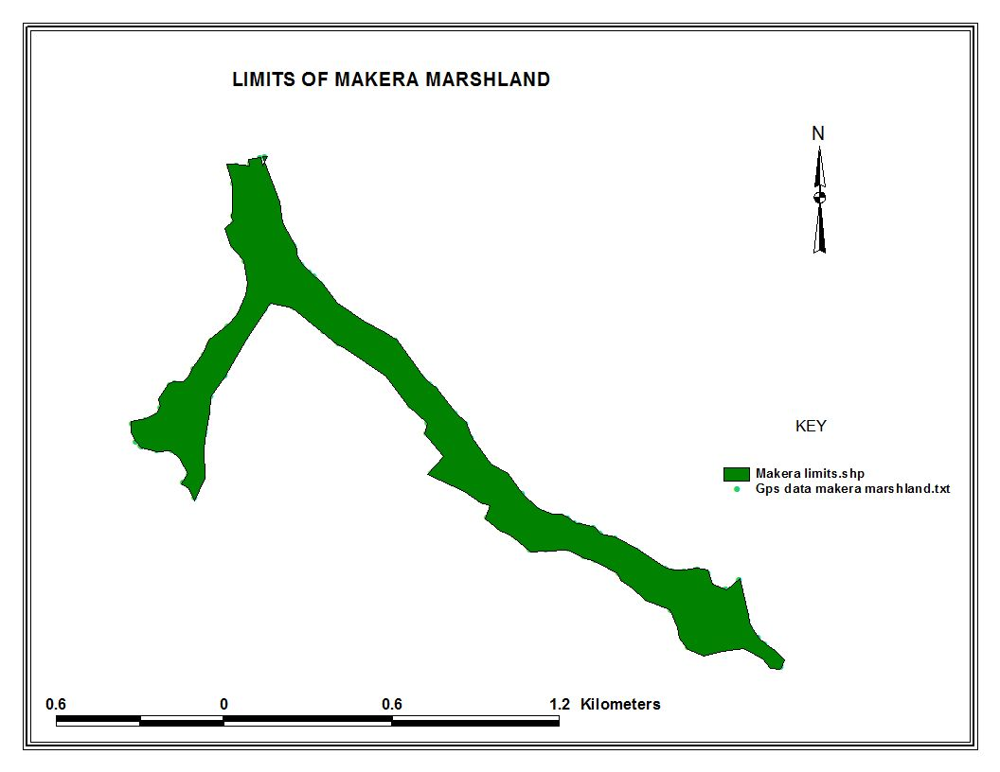 LIMITS OF MAKERA MARSHLAND
N
KEY
Makera limits.shp
Gps data makera marshland.txt
0.6 0 0.6 1.2 Kilometers